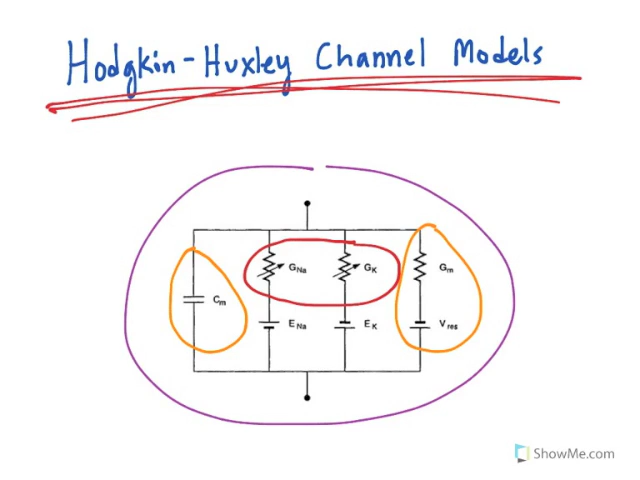 Hodgkin-Huxley Channel Models
GNa GK Gm
Cm ENa EK Vres
ShowMe.com